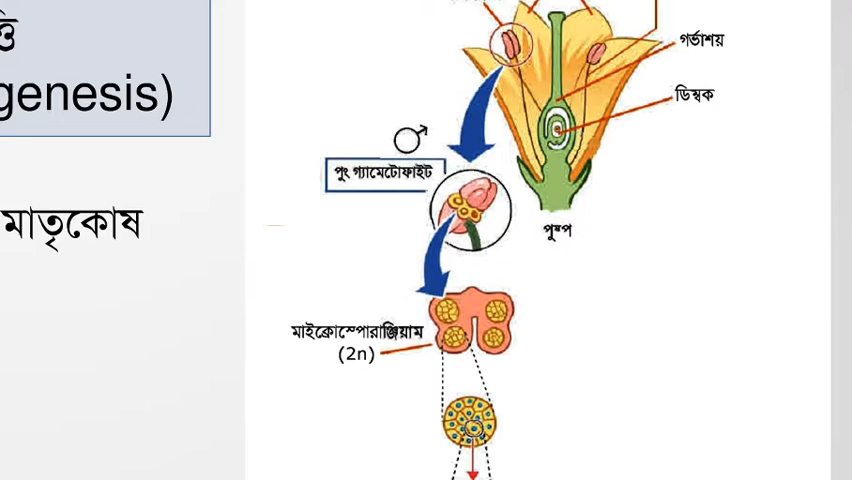 ত্তি
genesis)
মাতৃকোষ
গর্ভাশয়
ডিম্বক
♂
পুং গ্যামেটোফাইট
পুষ্প
মাইক্রোস্পোরাঞ্জিয়াম
(2n)